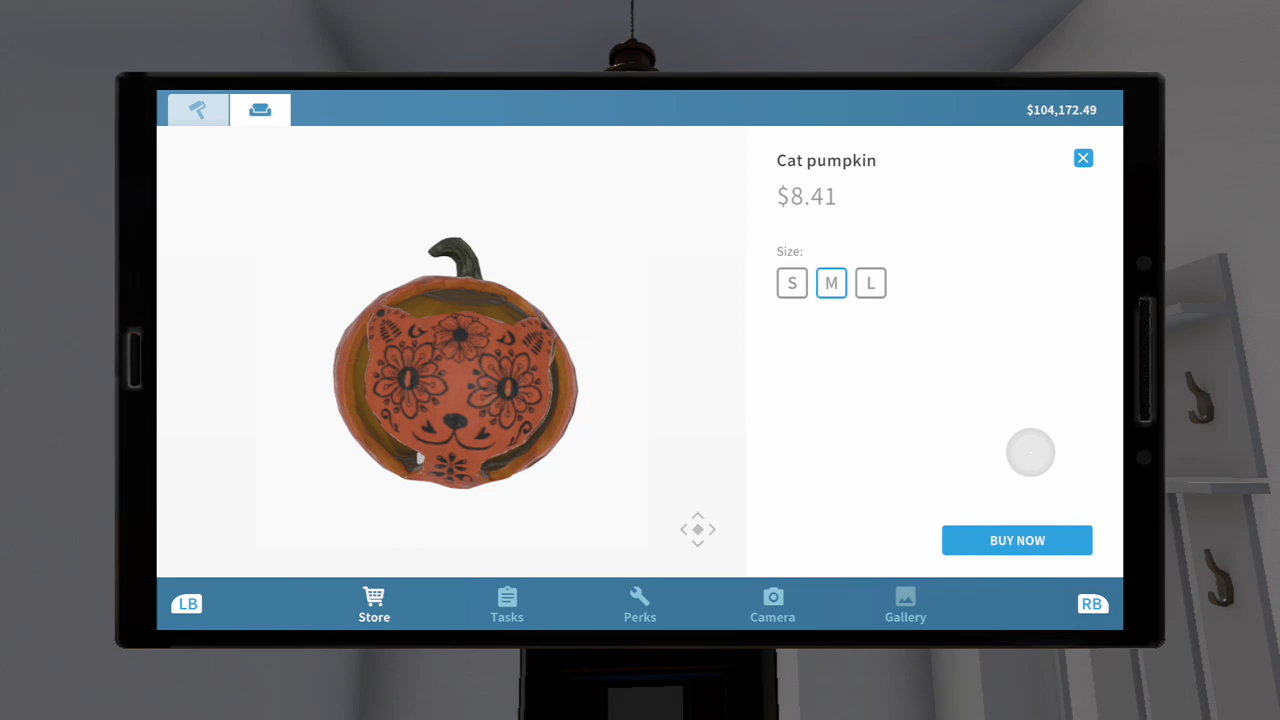 $104,172.49
Cat pumpkin
$8.41
Size:
S M L
BUY NOW
LB
Store
Tasks
Perks
Camera
Gallery
RB